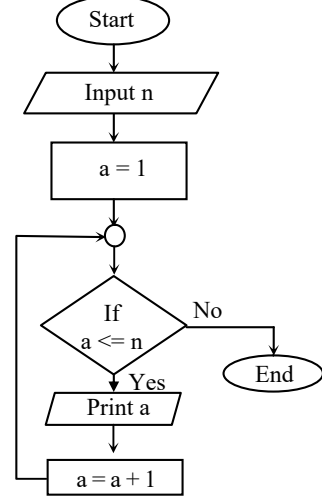 Start
Input n
a = 1
If
a <= n
No
End
Yes
Print a
a = a + 1